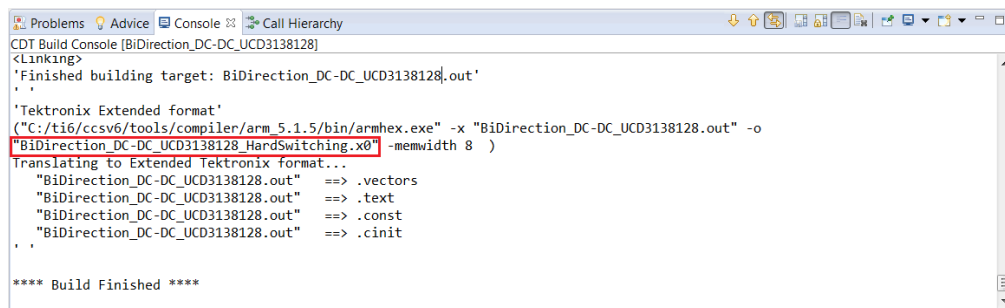 Problems Advice Console Call Hierarchy
CDT Build Console [BiDirection_DC-DC_UCD3138128]
<Linking>
'Finished building target: BiDirection_DC-DC_UCD3138128.out'
' '
'Tektronix Extended format'
("C:/ti6/ccsv6/tools/compiler/arm_5.1.5/bin/armhex.exe" -x "BiDirection_DC-DC_UCD3138128.out" -o
"BiDirection_DC-DC_UCD3138128_HardSwitching.x0" -memwidth 8 )
Translating to Extended Tektronix format...
"BiDirection_DC-DC_UCD3138128.out" ==> .vectors
"BiDirection_DC-DC_UCD3138128.out" ==> .text
"BiDirection_DC-DC_UCD3138128.out" ==> .const
"BiDirection_DC-DC_UCD3138128.out" ==> .cinit
' '
**** Build Finished ****